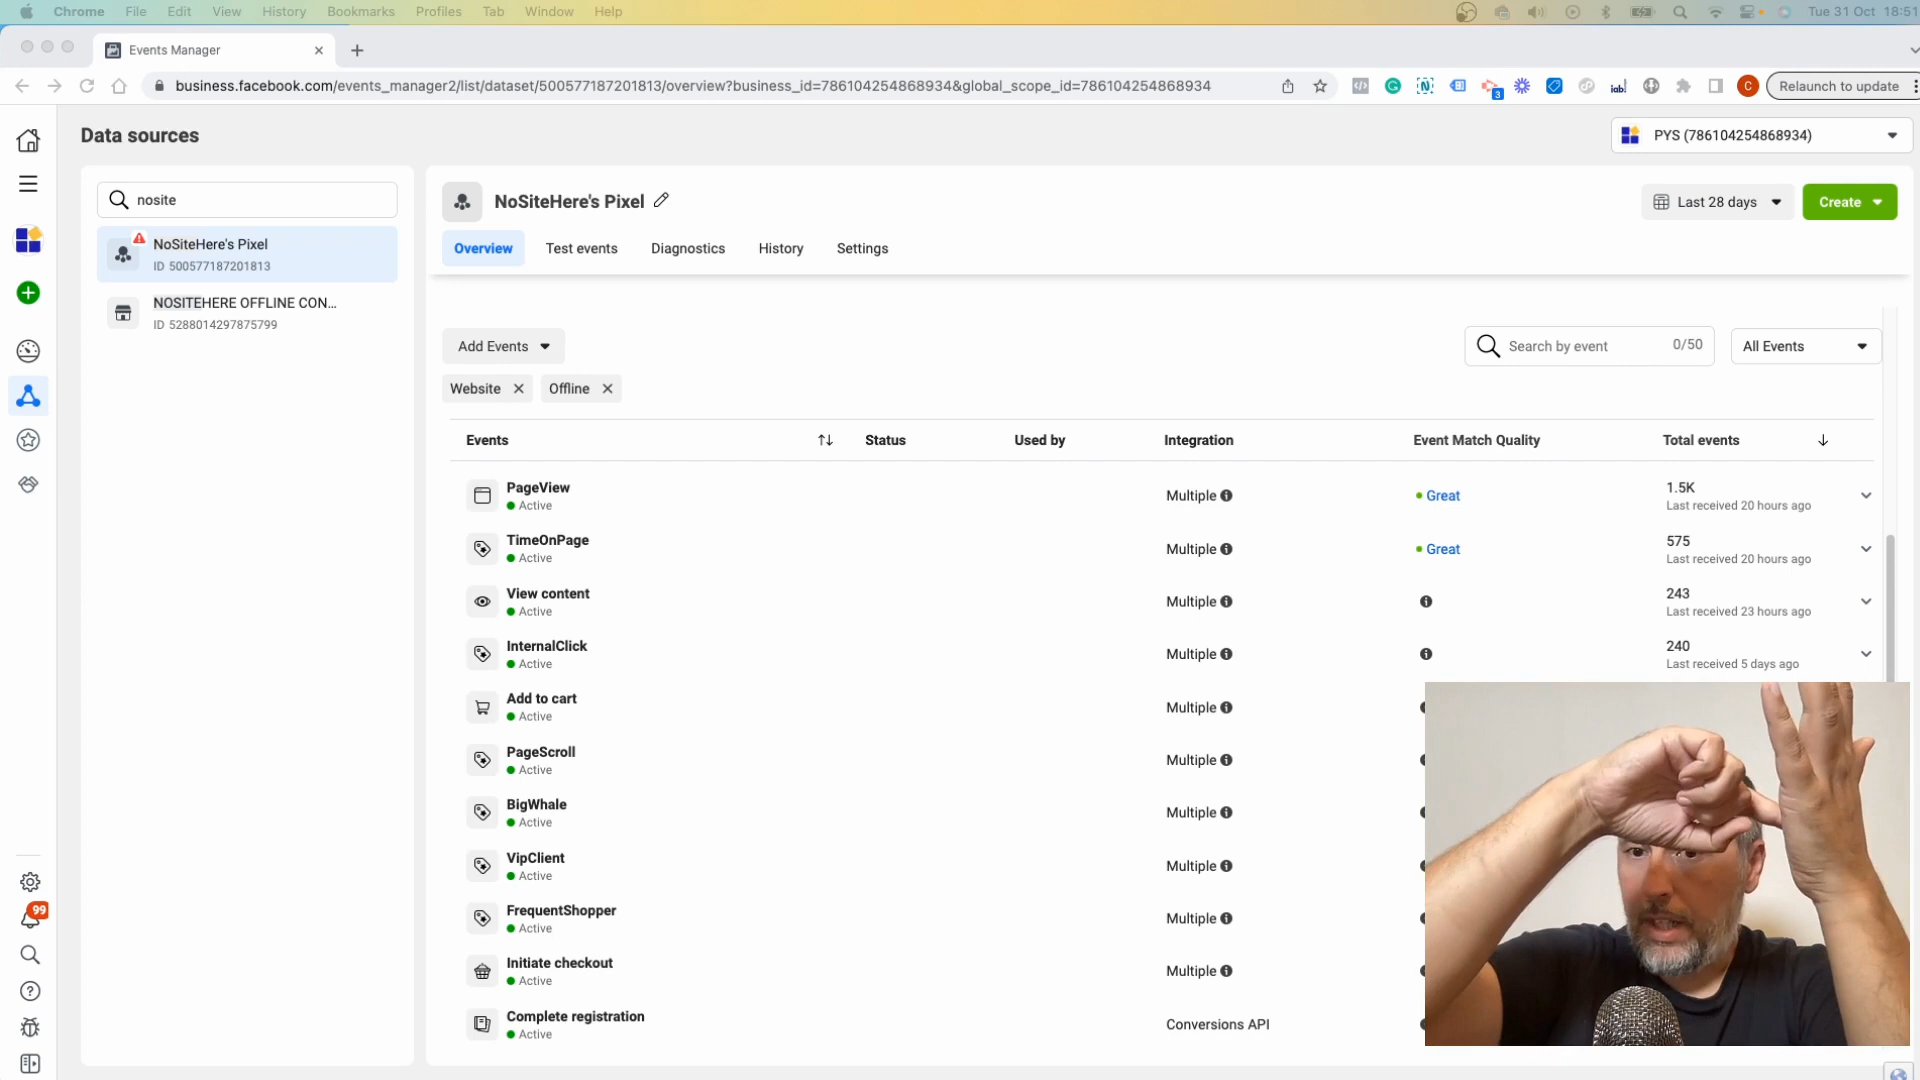 Chrome File Edit View History Bookmarks Profiles Tab Window Help Tue 31 Oct 18:51
Events Manager
business.facebook.com/events_manager2/list/dataset/500577187201813/overview?business_id=786104254868934&global_scope_id=786104254868934
3
iab!
C
Relaunch to update
Data sources
PYS (786104254868934)
nosite
NoSiteHere's Pixel
ID 500577187201813
NOSITEHERE OFFLINE CON...
ID 5288014297875799
99
NoSiteHere's Pixel
Last 28 days
Create
Overview Test events Diagnostics History Settings
Add Events
Search by event 0/50
All Events
Website Offline
Events Status Used by Integration Event Match Quality Total events
PageView Multiple Great 1.5K
Active Last received 20 hours ago
TimeOnPage Multiple Great 575
Active Last received 20 hours ago
View content Multiple 243
Active Last received 23 hours ago
InternalClick Multiple 240
Active Last received 5 days ago
Add to cart Multiple
Active
PageScroll Multiple
Active
BigWhale Multiple
Active
VipClient Multiple
Active
FrequentShopper Multiple
Active
Initiate checkout Multiple
Active
Complete registration Conversions API
Active